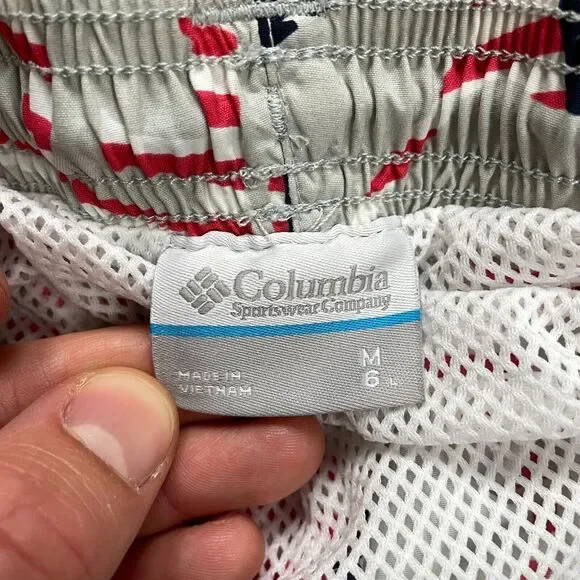 Columbia
Sportswear Company
M
6 L
MADE IN
VIETNAM